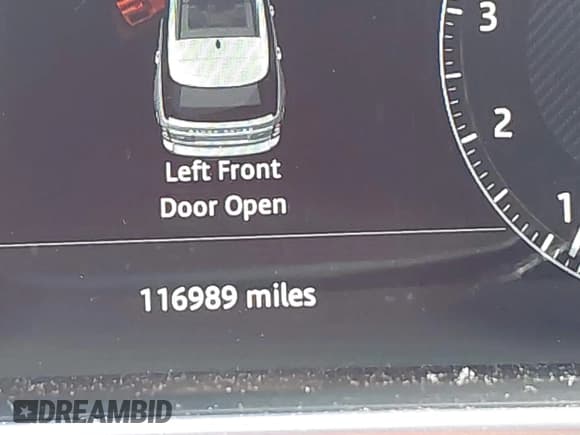 3
2
1
Left Front
Door Open
116989 miles
DREAMBID